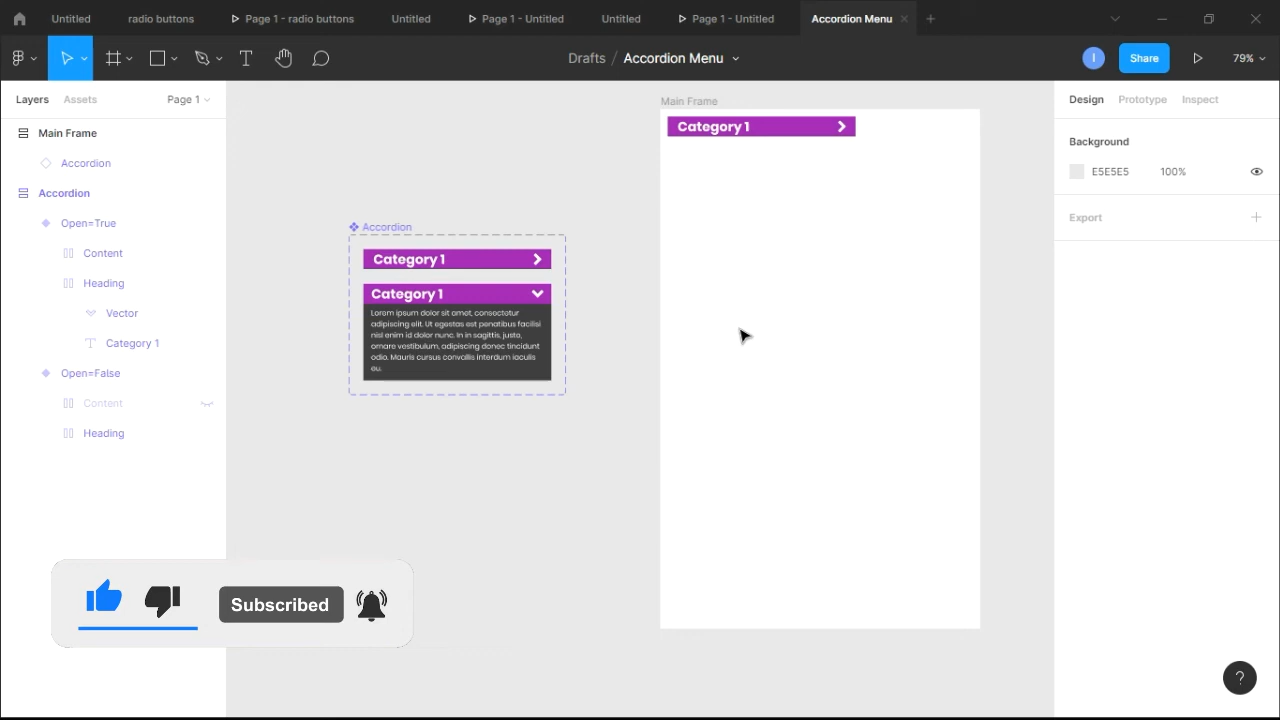 Untitled
radio buttons
Page 1 - radio buttons
Untitled
Page 1 - Untitled
Untitled
Page 1 - Untitled
Accordion Menu
Drafts / Accordion Menu
I
Share
79%
Layers
Assets
Page 1
Main Frame
Accordion
Accordion
Open=True
Content
Heading
Vector
Category 1
Open=False
Content
Heading
Accordion
Category 1
Category 1
Lorem ipsum dolor sit amet, consectetur
adipiscing elit. Ut egestas est penatibus facilisi
nisl enim id dolor nunc. In in sagittis, justo,
ornare vestibulum, adipiscing donec tincidunt
odio. Mauris cursus convallis interdum iaculis
eu.
Main Frame
Category 1
Design
Prototype
Inspect
Background
E5E5E5
100%
Export
Subscribed
?